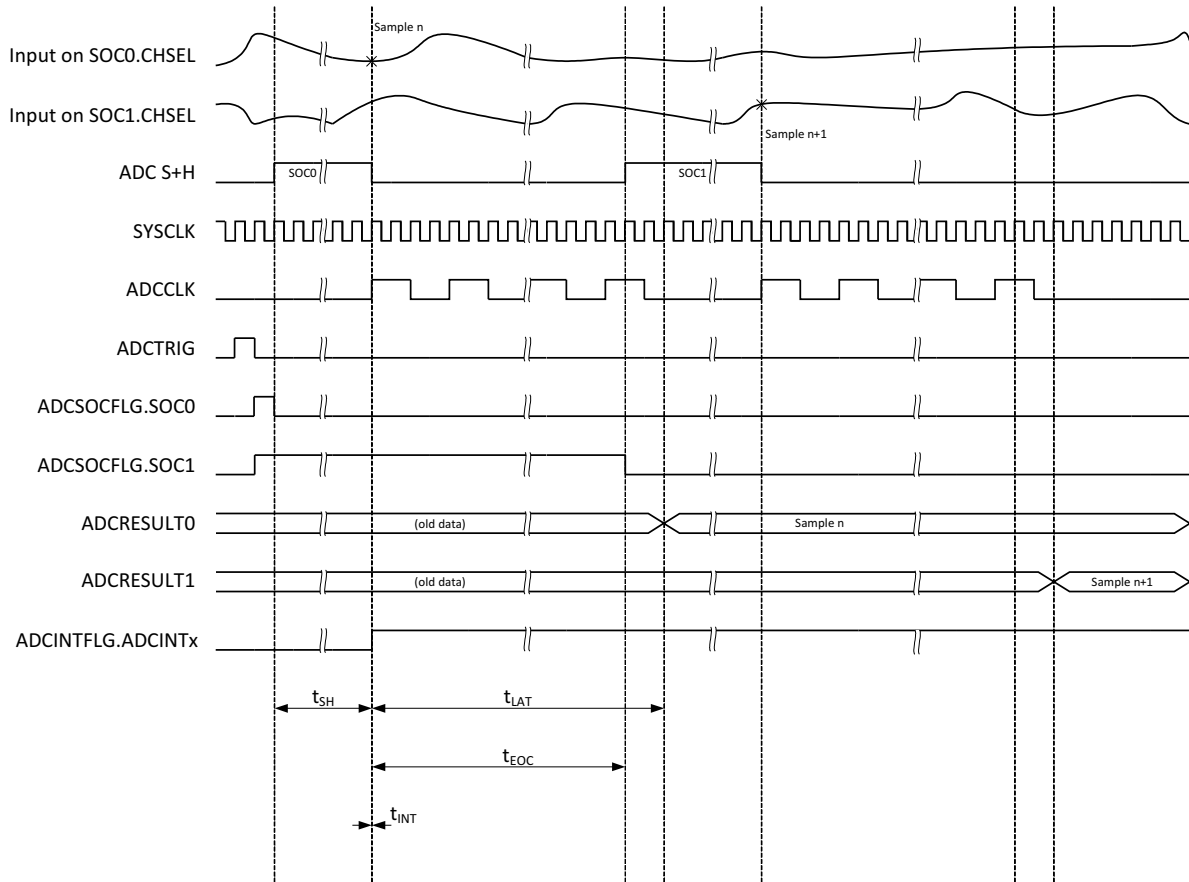 Sample n
Input on SOC0.CHSEL
Input on SOC1.CHSEL
Sample n+1
ADC S+H
SOC0
SOC1
SYSCLK
ADCCLK
ADCTRIG
ADCSOCFLG.SOC0
ADCSOCFLG.SOC1
ADCRESULT0
(old data)
Sample n
ADCRESULT1
(old data)
Sample n+1
ADCINTFLG.ADCINTx
tSH
tLAT
tEOC
tINT